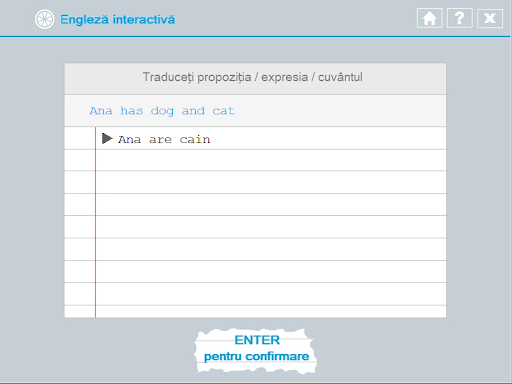 Engleză interactivă
?
X
Traduceți propoziția / expresia / cuvântul
Ana has dog and cat
Ana are cain
ENTER
pentru confirmare